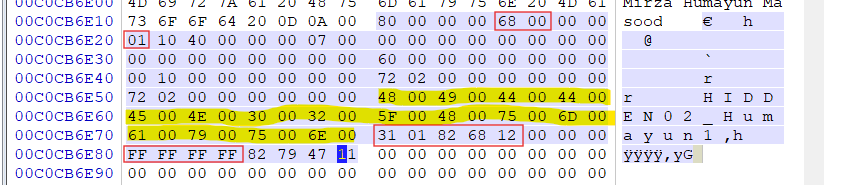 00C0CB6E00 4D 69 72 7A 61 20 48 75 6D 61 79 75 6E 20 4D 61 Mirza Humayun Ma
00C0CB6E10 73 6F 6F 64 20 0D 0A 00 80 00 00 00 68 00 00 00 sood € h
00C0CB6E20 01 10 40 00 00 00 07 00 00 00 00 00 00 00 00 00 @
00C0CB6E30 00 00 00 00 00 00 00 00 60 00 00 00 00 00 00 00 `
00C0CB6E40 00 10 00 00 00 00 00 00 72 02 00 00 00 00 00 00 r
00C0CB6E50 72 02 00 00 00 00 00 00 48 00 49 00 44 00 44 00 r HIDD
00C0CB6E60 45 00 4E 00 30 00 32 00 5F 00 48 00 75 00 6D 00 EN02_Hum
00C0CB6E70 61 00 79 00 75 00 6E 00 31 01 82 68 12 00 00 00 ayun1‚h
00C0CB6E80 FF FF FF FF 82 79 47 11 00 00 00 00 00 00 00 00 ÿÿÿÿ‚yG
00C0CB6E90 00 00 00 00 00 00 00 00 00 00 00 00 00 00 00 00